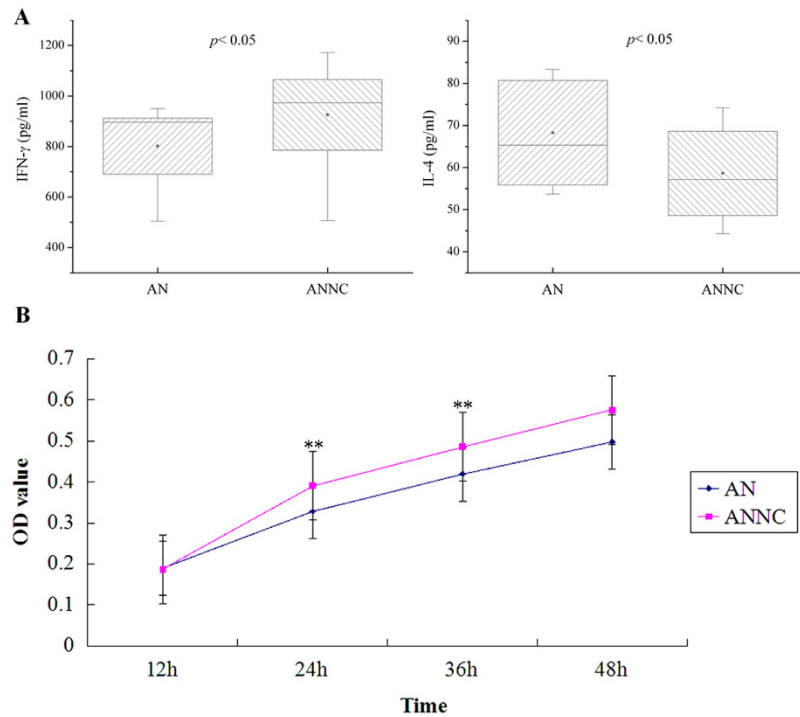 A
p< 0.05
IFN-γ (pg/ml)
1200
1000
800
600
400
AN
ANNC
p< 0.05
IL-4 (pg/ml)
95
90
80
70
60
50
40
35
AN
ANNC
B
OD value
0.7
0.6
0.5
0.4
0.3
0.2
0.1
0
**
**
12h
24h
36h
48h
Time
AN
ANNC